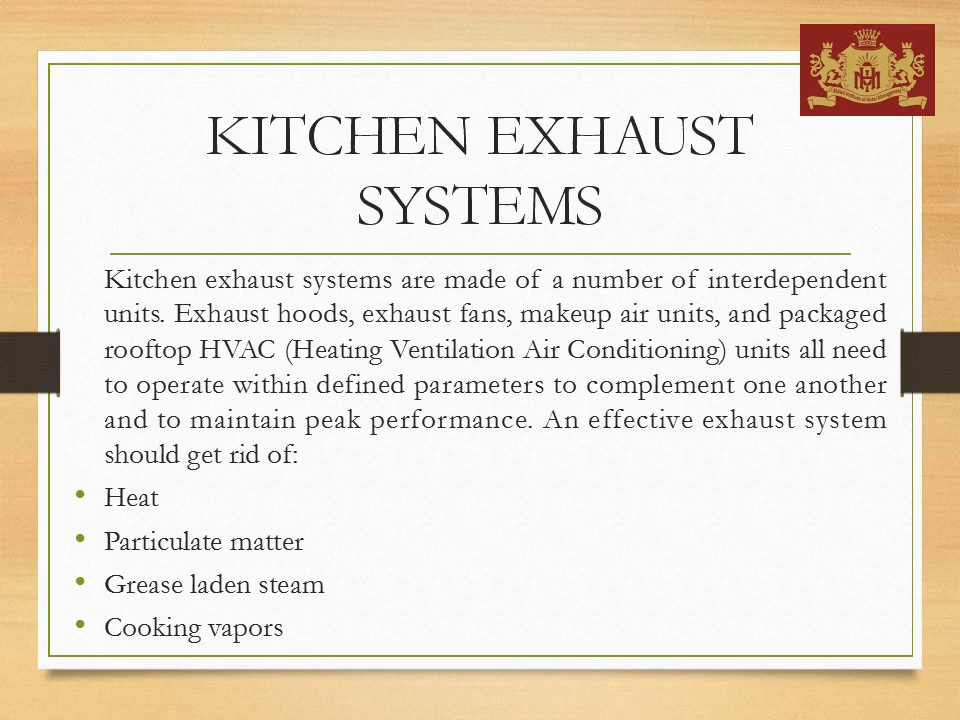 KITCHEN EXHAUST
SYSTEMS
Kitchen exhaust systems are made of a number of interdependent
units. Exhaust hoods, exhaust fans, makeup air units, and packaged
rooftop HVAC (Heating Ventilation Air Conditioning) units all need
to operate within defined parameters to complement one another
and to maintain peak performance. An effective exhaust system
should get rid of:
• Heat
• Particulate matter
• Grease laden steam
• Cooking vapors